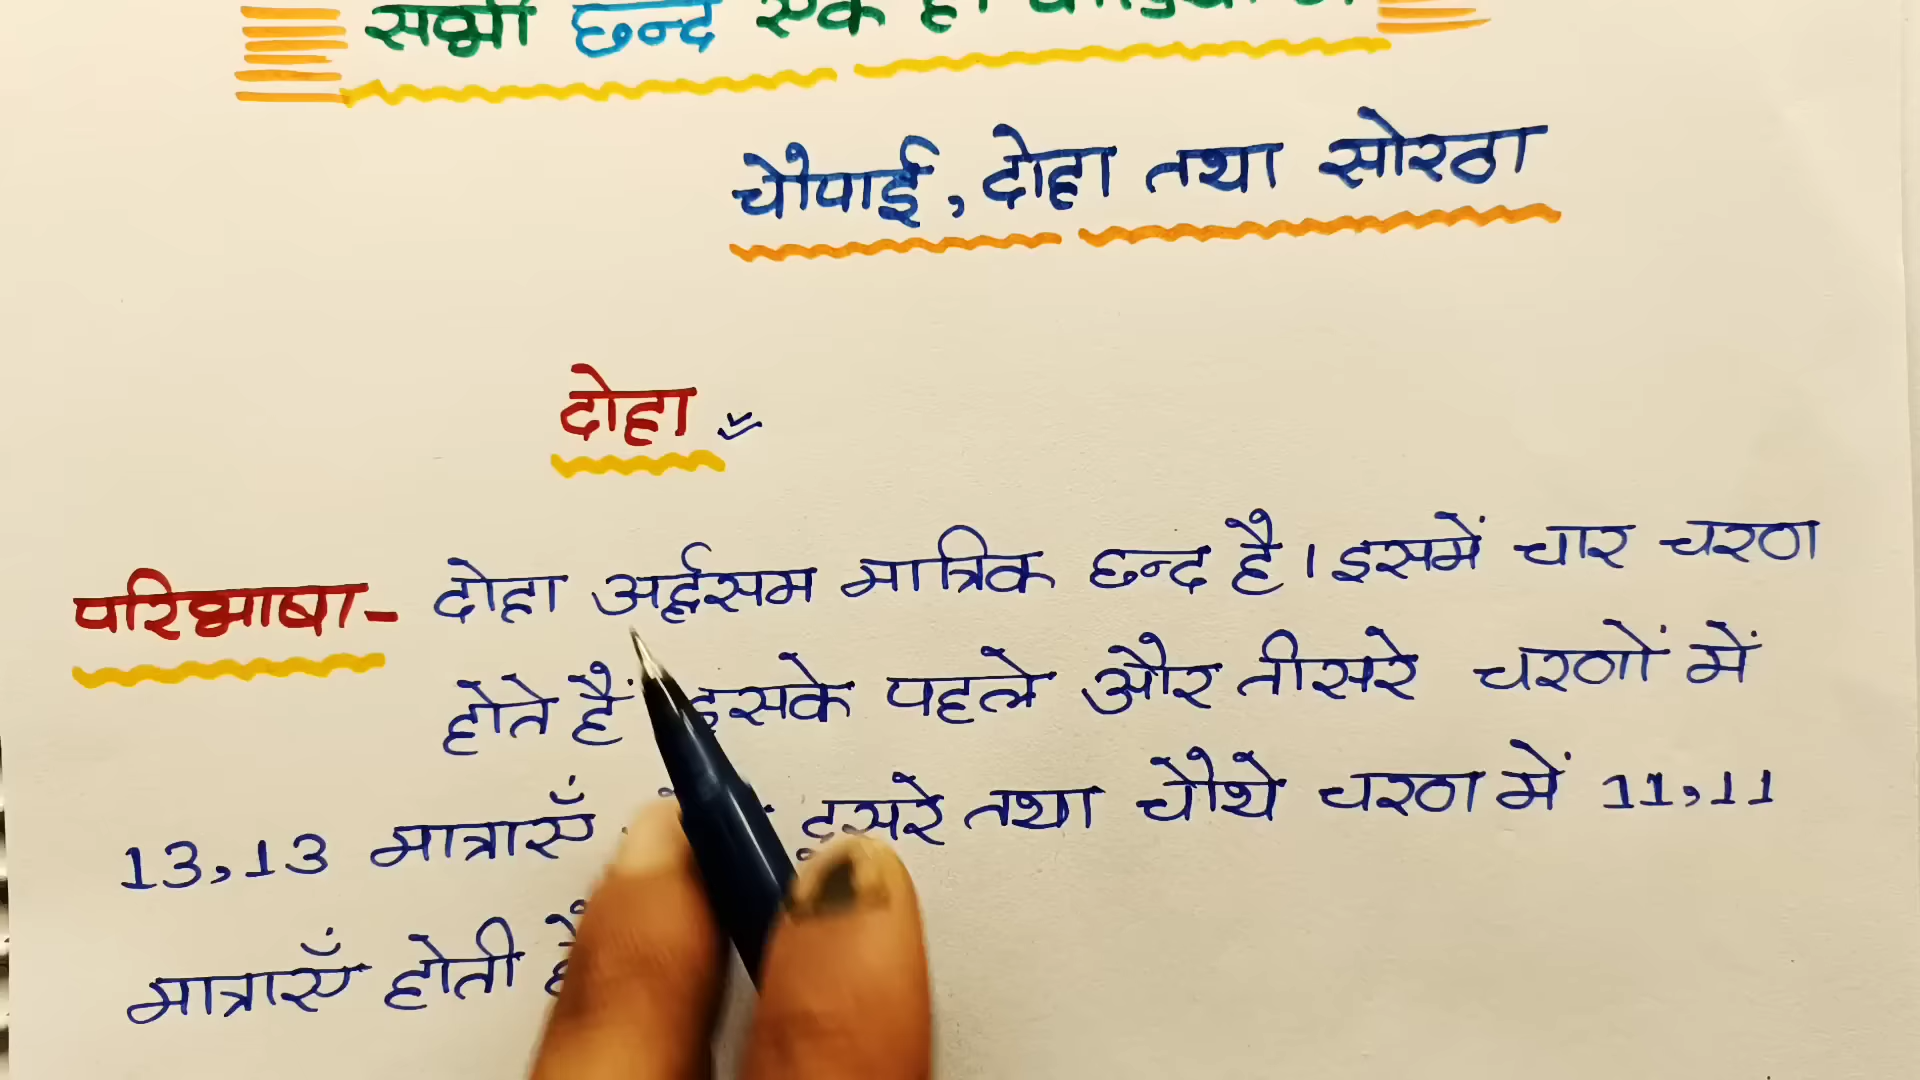 सभी छन्द एक ही
चौपाई, दोहा तथा सोरठा
दोहा
परिभाषा- दोहा अर्द्धसम मात्रिक छन्द है। इसमें चार चरण
होते हैं इसके पहले और तीसरे चरणों में
13,13 मात्राएँ दूसरे तथा चौथे चरण में 11,11
मात्राएँ होती